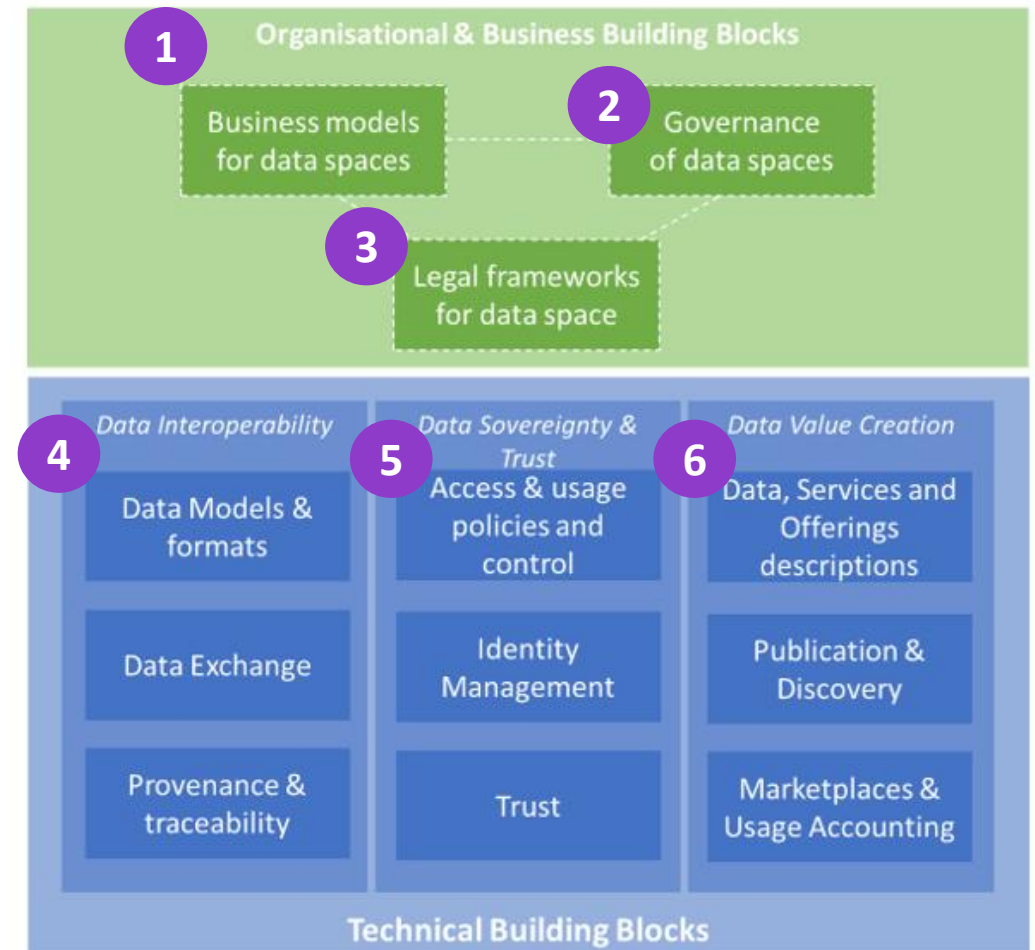 1
Organisational & Business Building Blocks
Business models
for data spaces
2
Governance
of data spaces
3
Legal frameworks
for data space
4
Data Interoperability
Data Models &
formats
Data Exchange
Provenance &
traceability
5
Data Sovereignty &
Trust
Access & usage
policies and
control
Identity
Management
Trust
6
Data Value Creation
Data, Services and
Offerings
descriptions
Publication &
Discovery
Marketplaces &
Usage Accounting
Technical Building Blocks